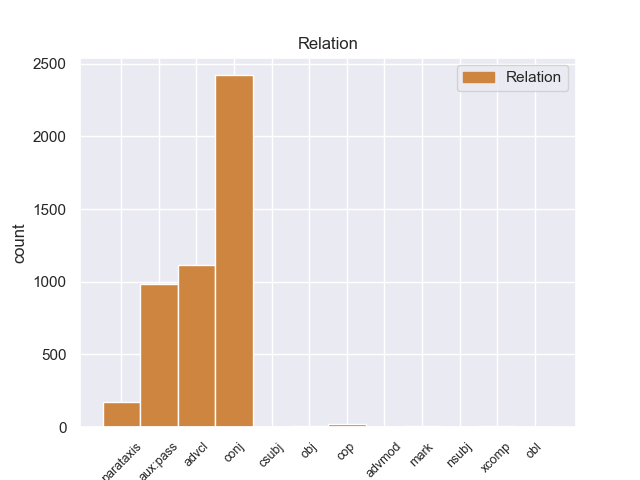 Relation
Relation
count
2500
2000
1500
1000
500
0
parataxis
aux:pass
advcl
conj
csubj
obj
cop
advmod
mark
nsubj
xcomp
obl